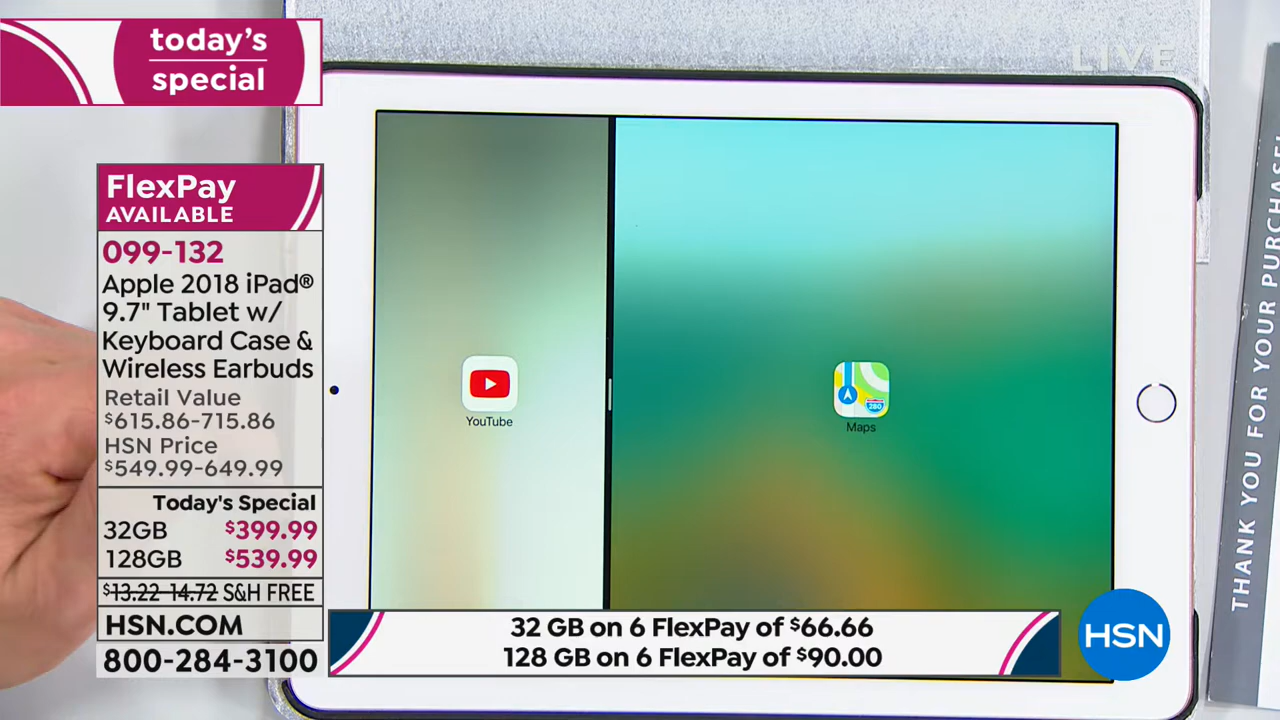 today's
special
LIVE
FlexPay
AVAILABLE
099-132
Apple 2018 iPad®
9.7" Tablet w/
Keyboard Case &
Wireless Earbuds
Retail Value
$615.86-715.86
HSN Price
$549.99-649.99
Today's Special
32GB $399.99
128GB $539.99
$13.22-14.72 S&H FREE
HSN.COM
800-284-3100
YouTube
Maps
280
32 GB on 6 FlexPay of $66.66
128 GB on 6 FlexPay of $90.00
HSN
THANK YOU FOR YOUR PURCHASE!